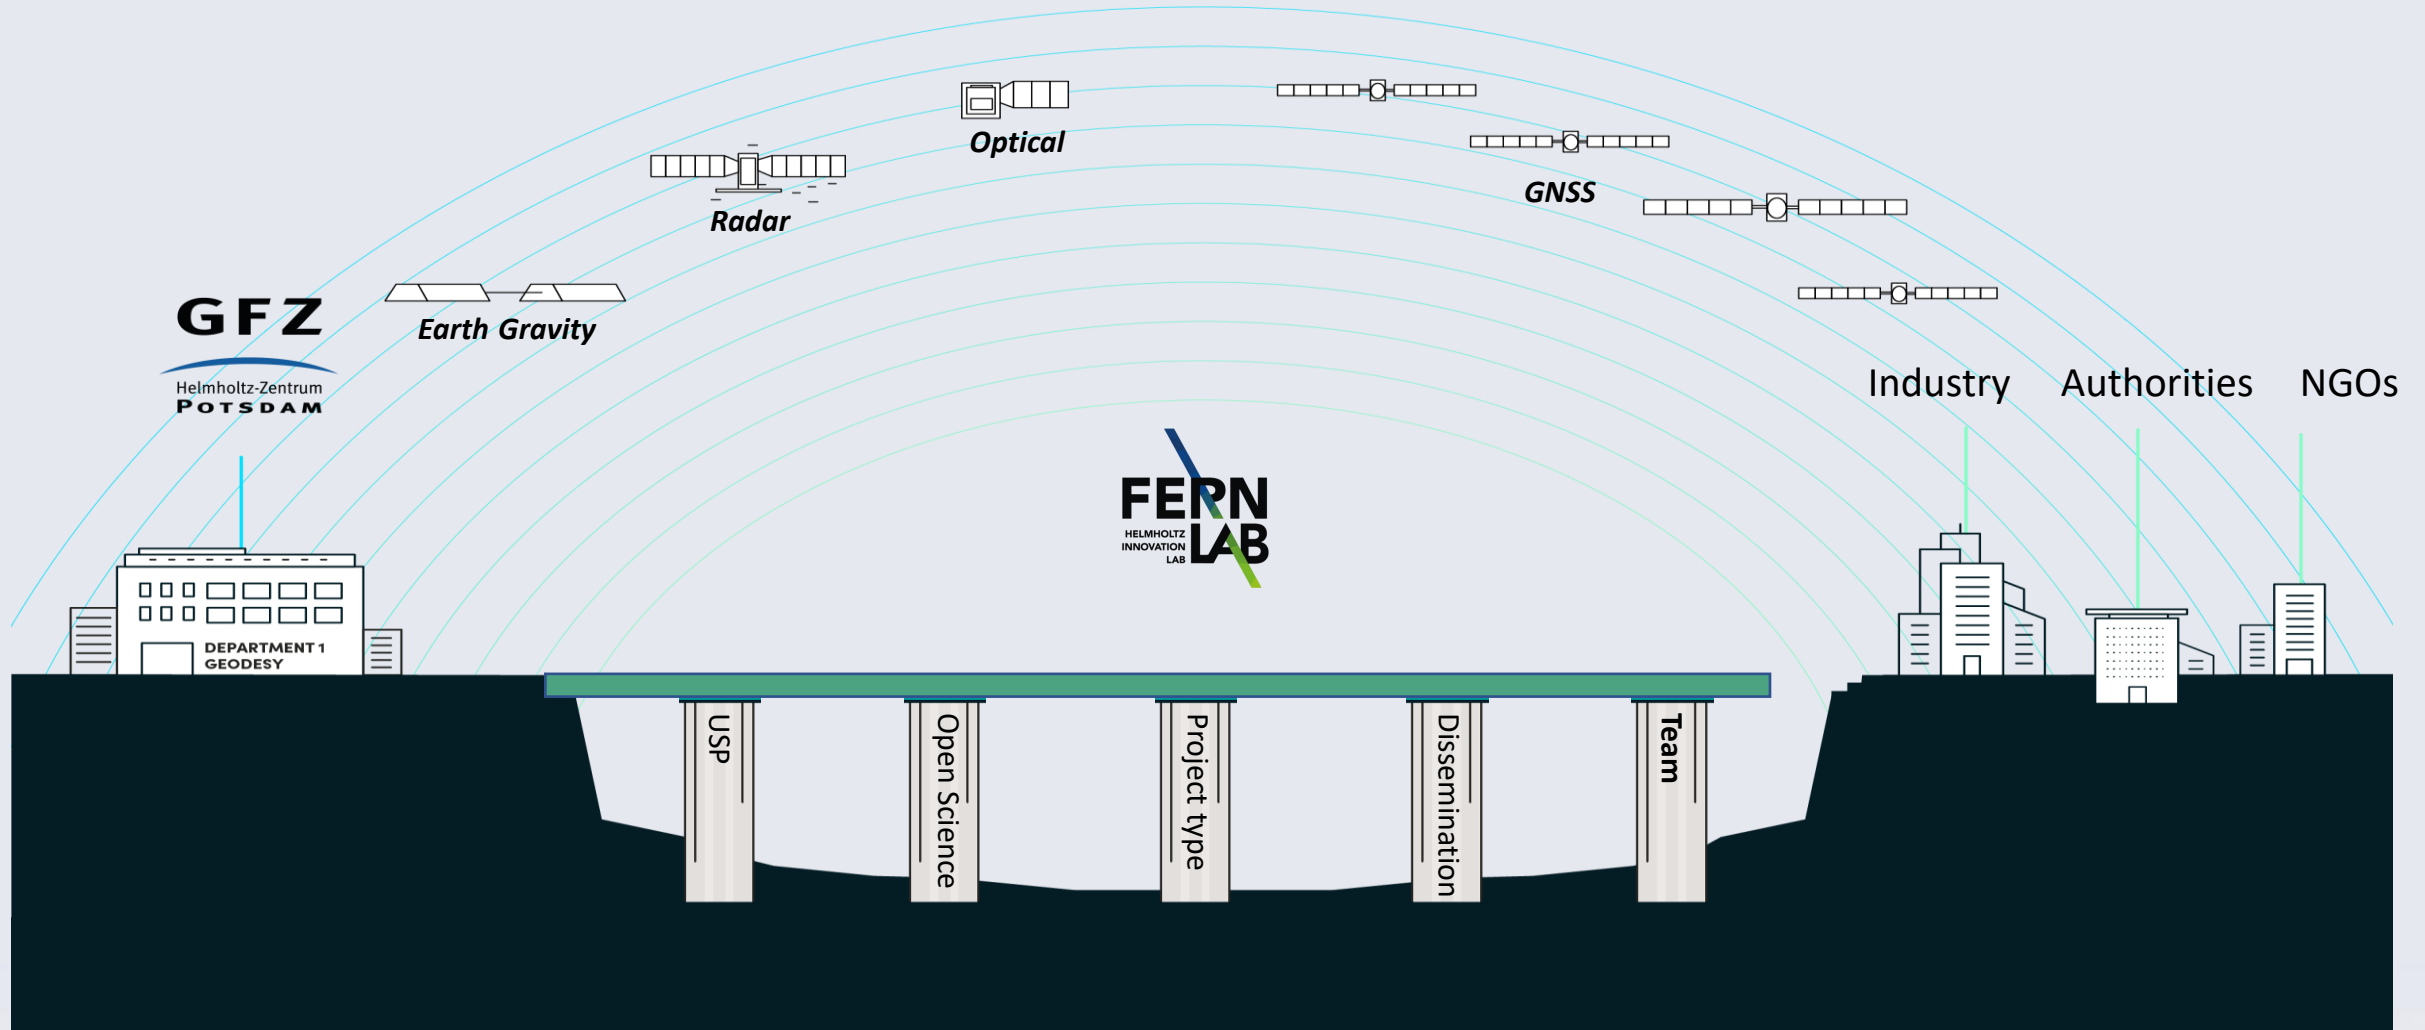 Optical
Radar
GNSS
Earth Gravity
GFZ
Helmholtz-Zentrum
POTSDAM
Industry
Authorities
NGOs
FERN
HELMHOLTZ
INNOVATION
LAB
LAB
DEPARTMENT 1
GEODESY
USP
Open Science
Project type
Dissemination
Team